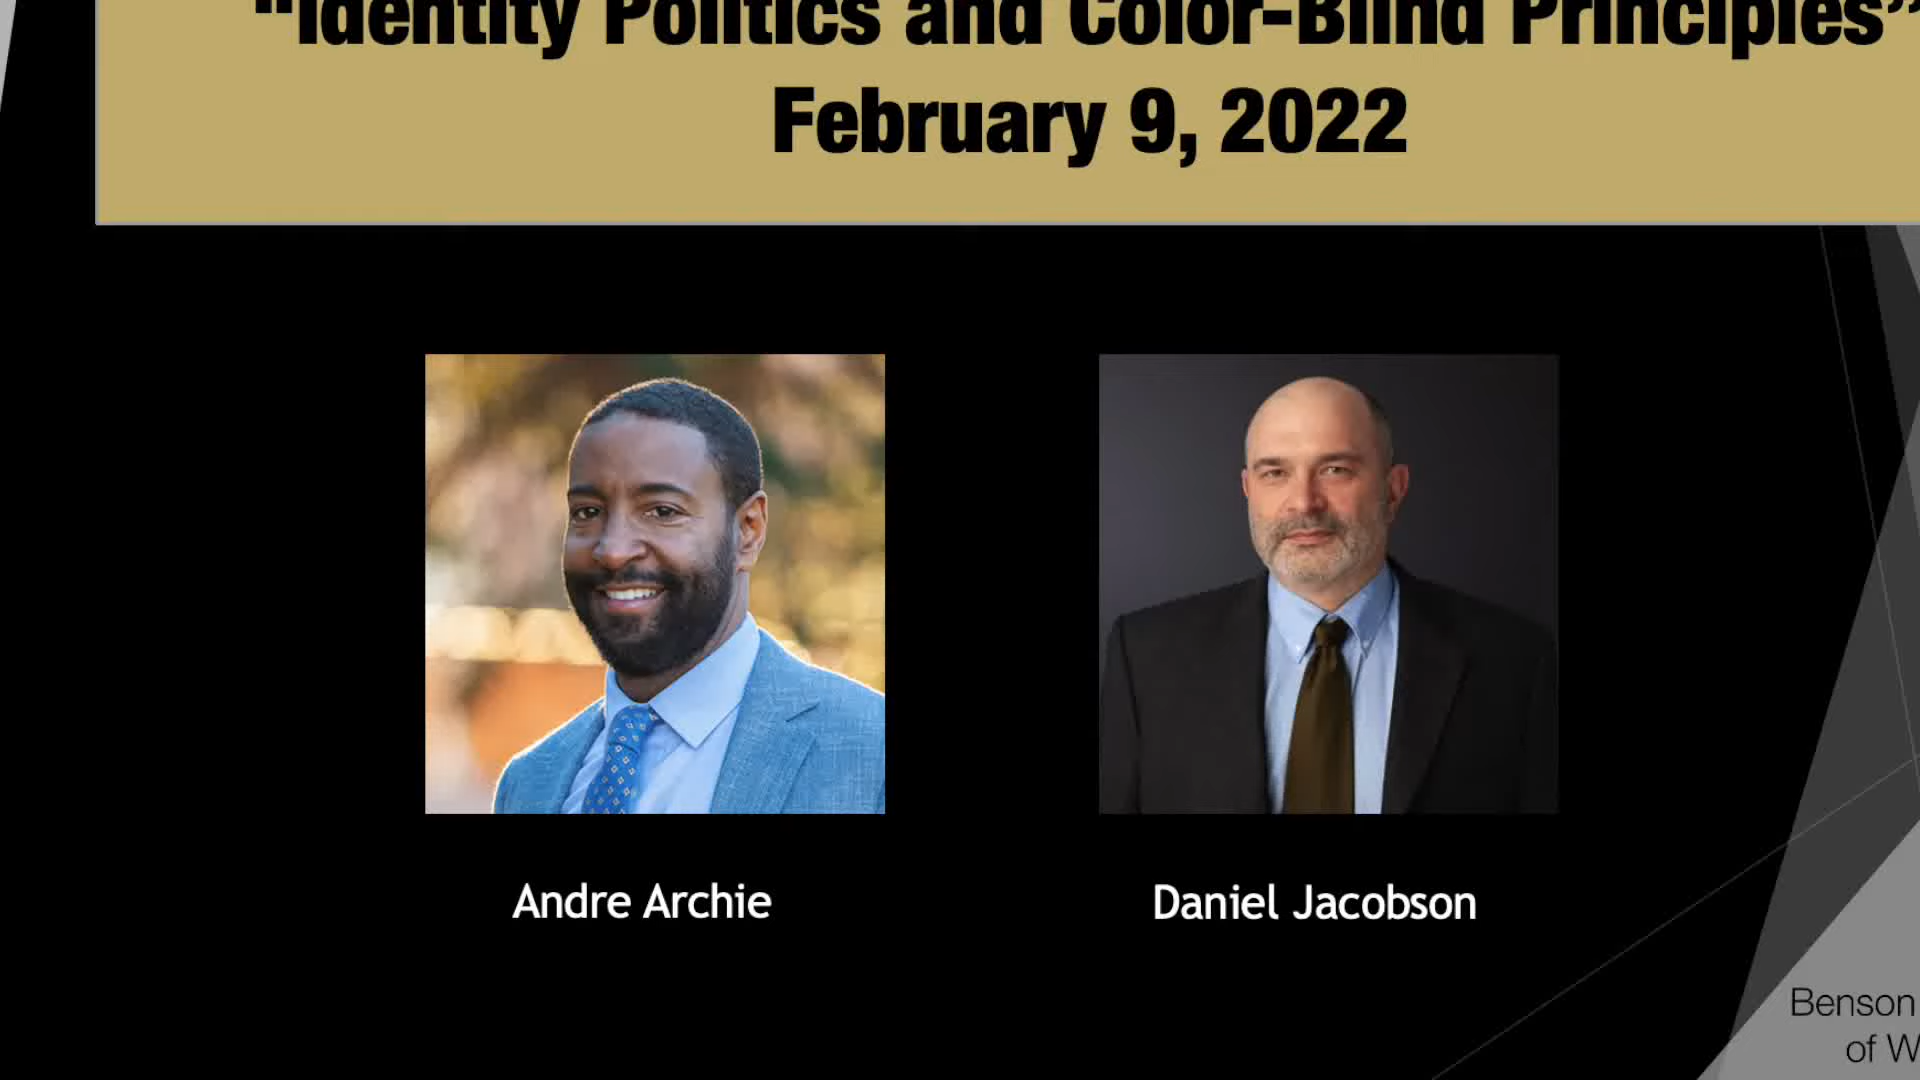 “Identity Politics and Color-Blind Principles”
February 9, 2022
Andre Archie
Daniel Jacobson
Benson
of W